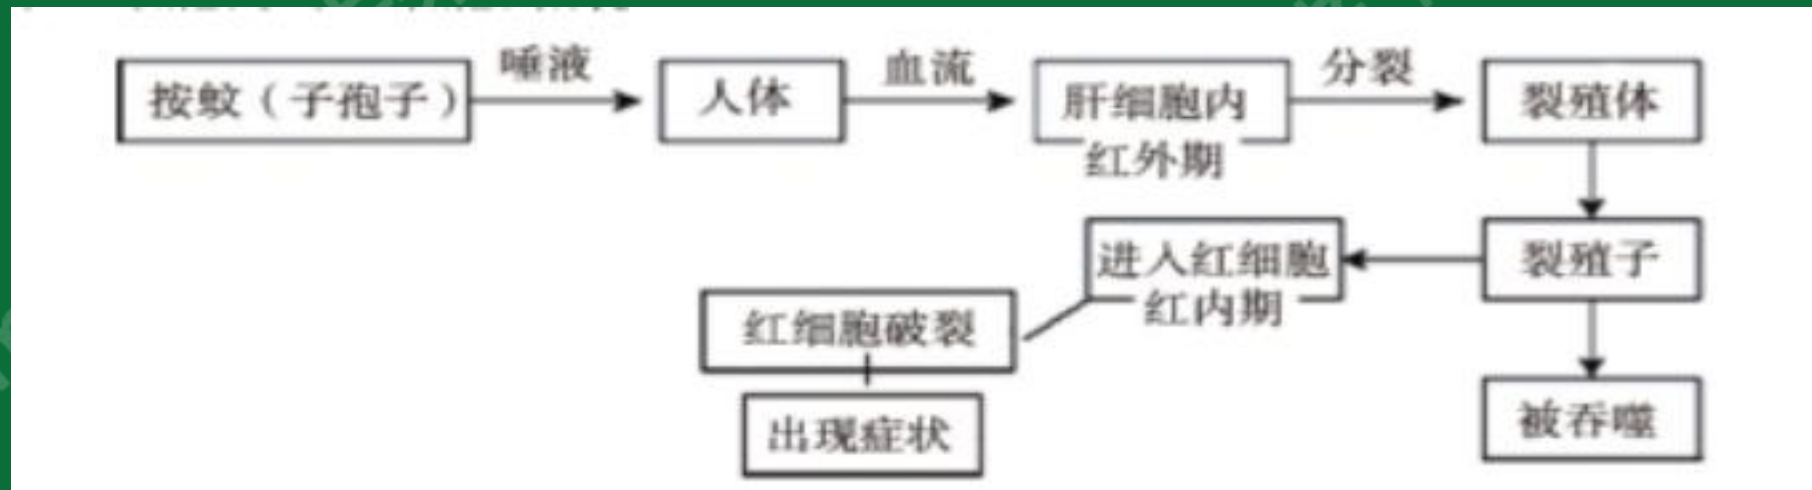 唾液
血流
分裂
按蚊（子孢子）
人体
肝细胞内
红外期
裂殖体
进入红细胞
红内期
裂殖子
红细胞破裂
出现症状
被吞噬